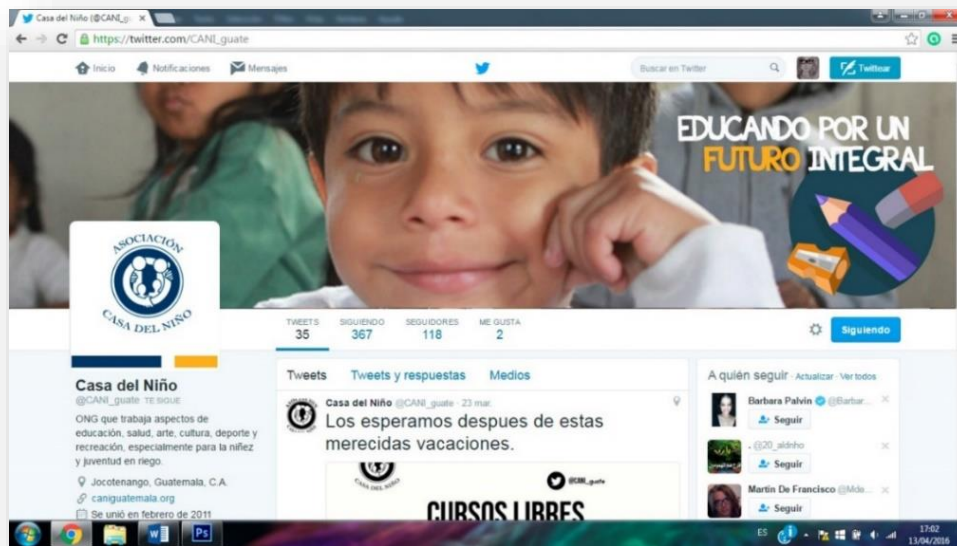 Casa del Niño (@CANI_g
https://twitter.com/CANI_guate
Inicio Notificaciones Mensajes
Buscar en Twitter
Twittear
EDUCANDO POR UN
FUTURO INTEGRAL
ASOCIACIÓN
CASA DEL NIÑO
TWEETS SIGUIENDO SEGUIDORES ME GUSTA
35 367 118 2
Siguiendo
Casa del Niño
@CANI_guate TE SIGUE
ONG que trabaja aspectos de
educación, salud, arte, cultura, deporte y
recreación, especialmente para la niñez
y juventud en riego.
Jocotenango, Guatemala, C.A.
caniguatemala.org
Se unió en febrero de 2011
Tweets Tweets y respuestas Medios
Casa del Niño @CANI_guate · 23 mar.
Los esperamos despues de estas
merecidas vacaciones.
CASA DEL NIÑO
@CANI_guate
CURSOS LIBRES
A quién seguir · Actualizar · Ver todos
Barbara Palvin @Barbar...
Seguir
. @20_aldnho
Seguir
Martin De Francisco @Mde...
Seguir
ES
17:02
13/04/2016